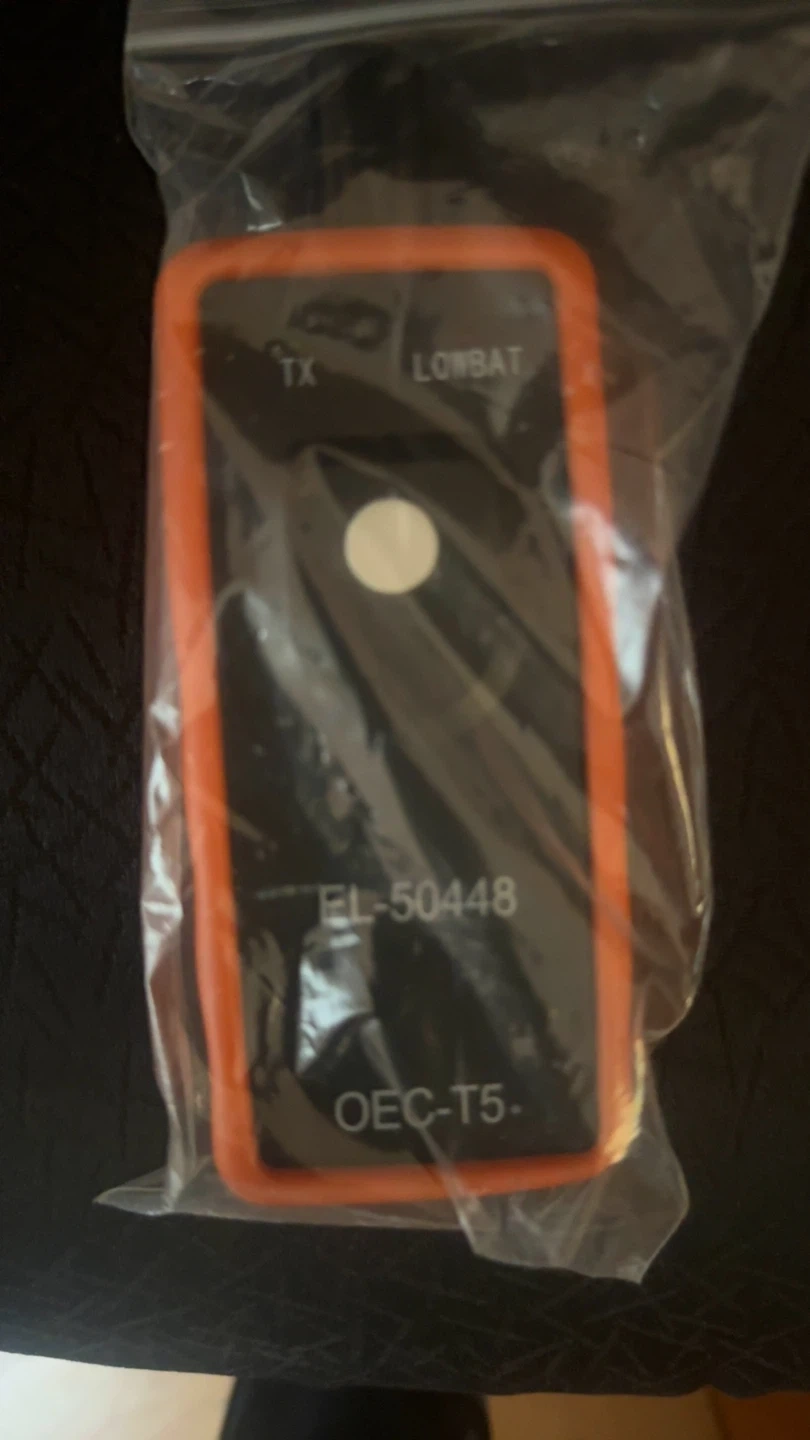 TX LOWBAT
EL-50448
OEC-T5